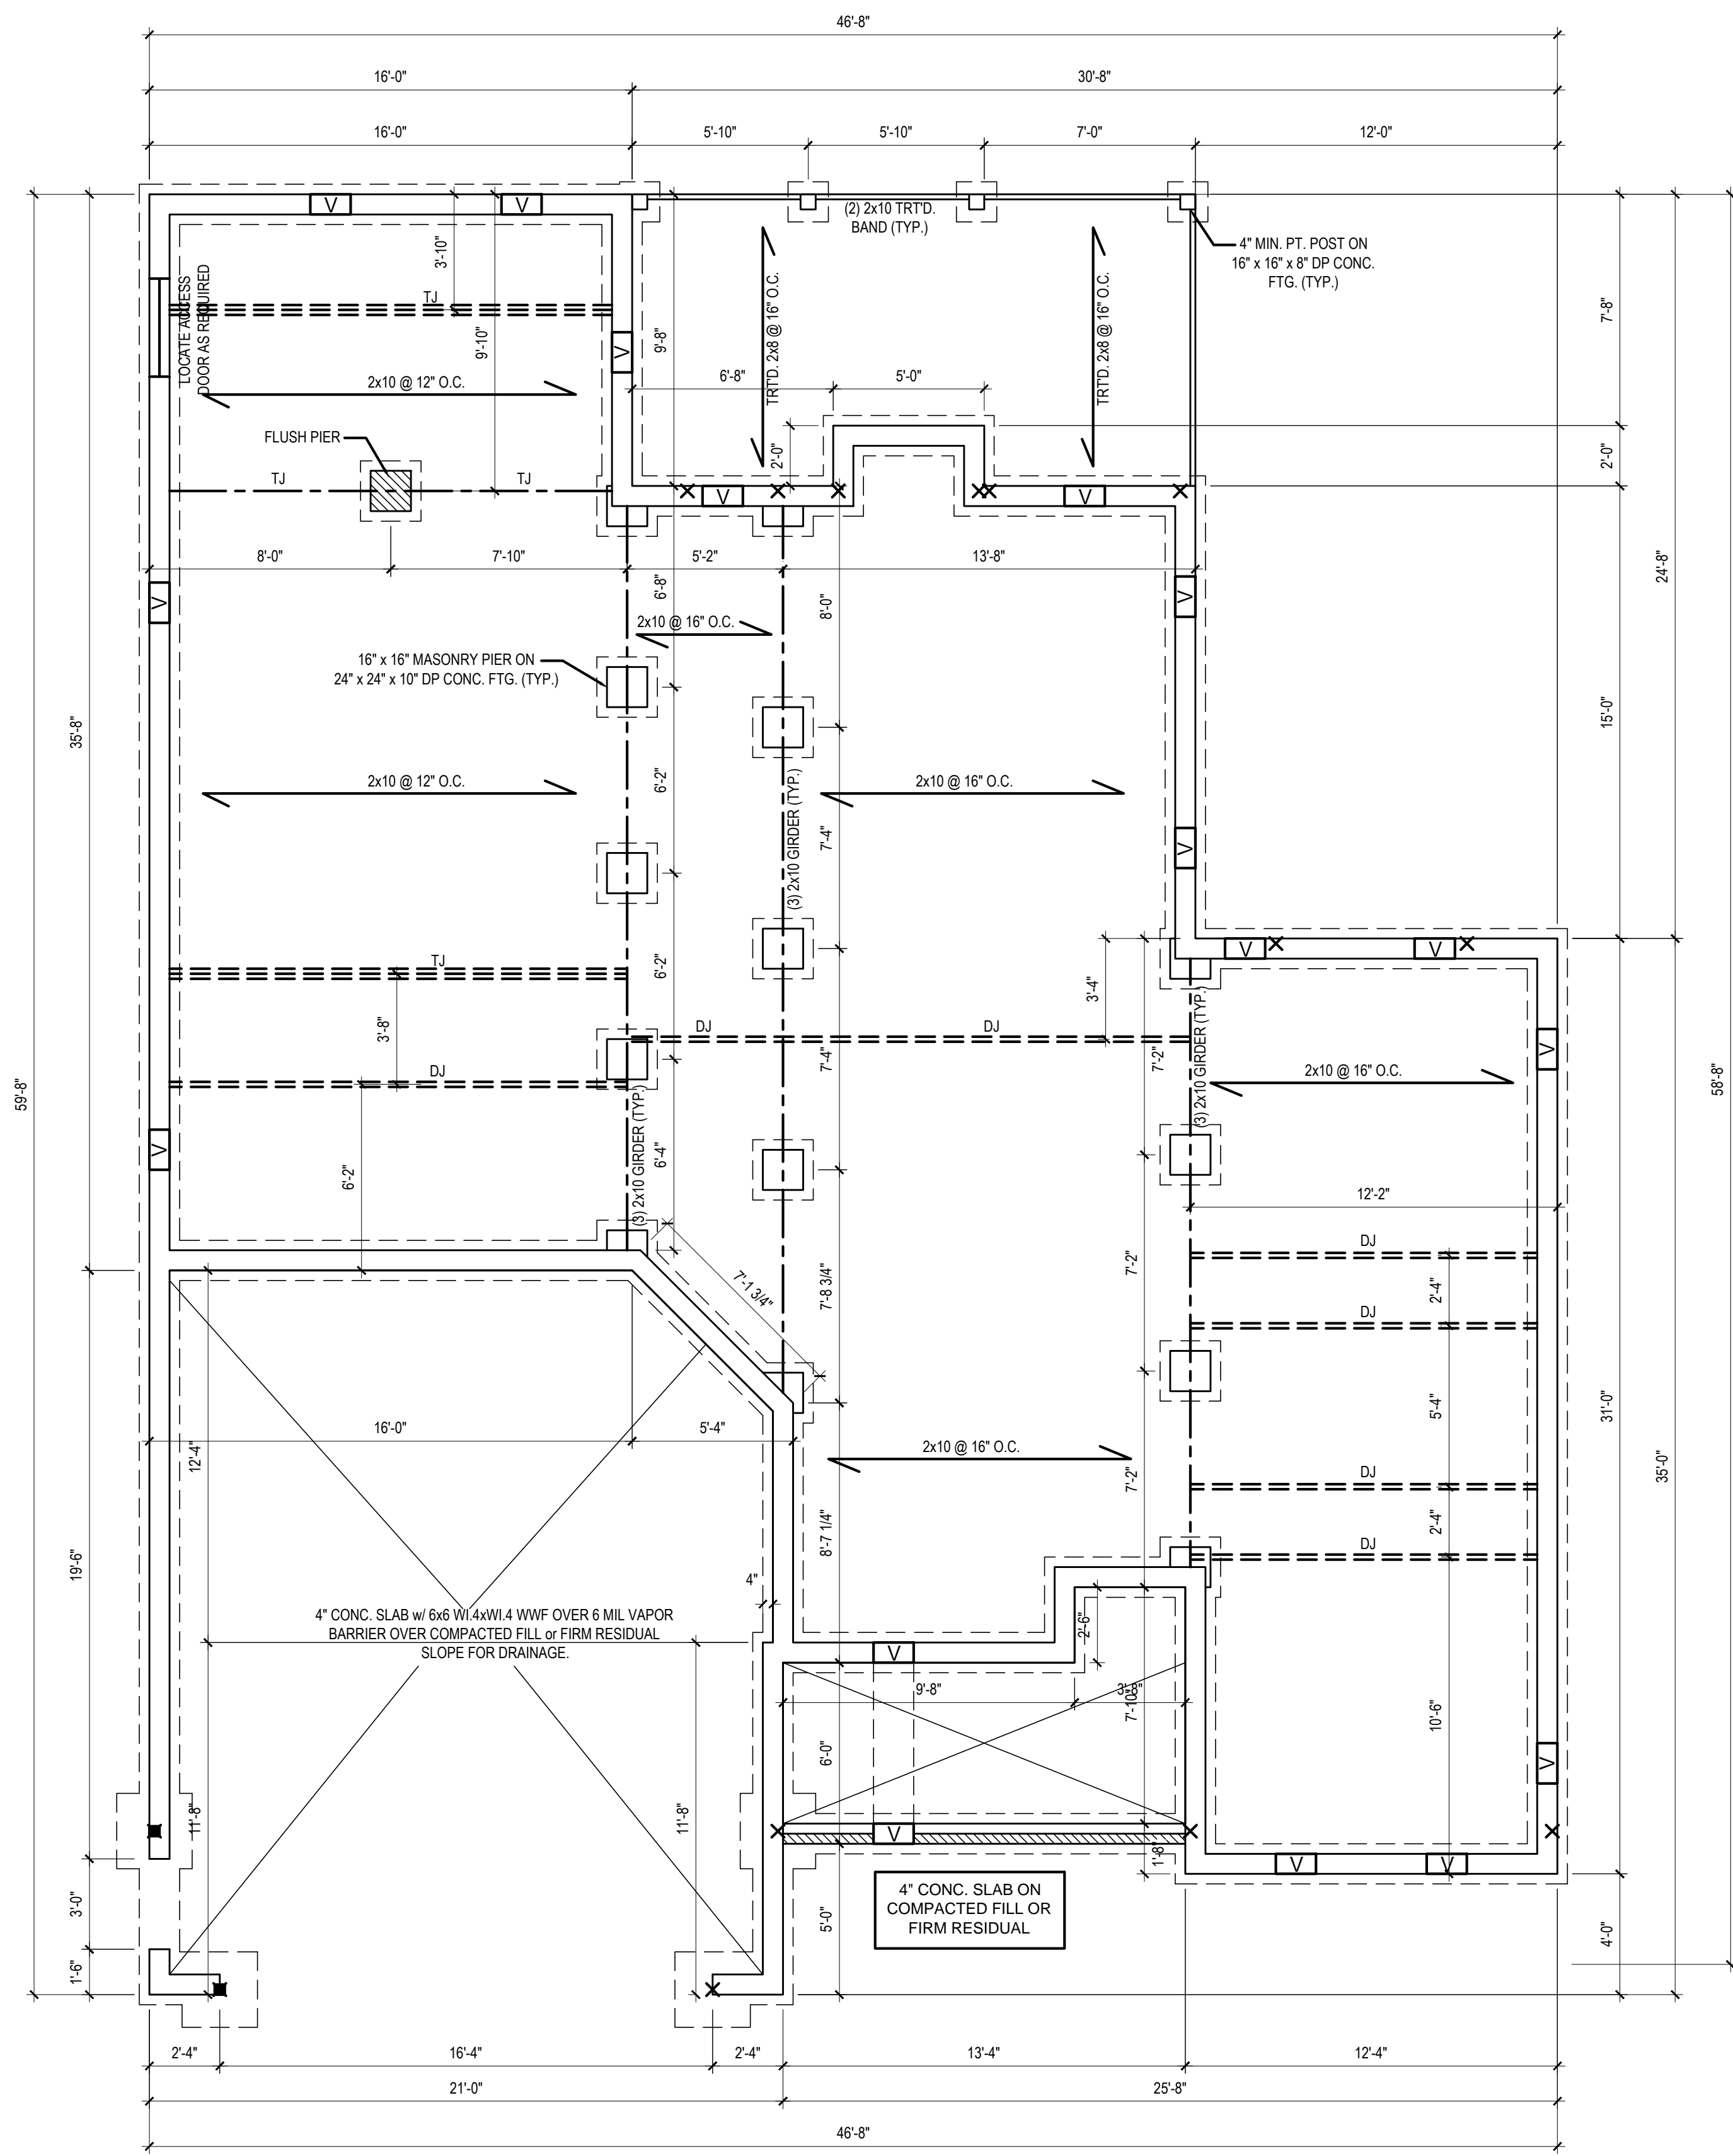 46'-8"
16'-0"
30'-8"
16'-0"
5'-10"
5'-10"
7'-0"
12'-0"
V
V
(2) 2x10 TRT'D.
BAND (TYP.)
4" MIN. PT. POST ON
16" x 16" x 8" DP CONC.
FTG. (TYP.)
3'-10"
LOCATE ACCESS
DOOR AS REQUIRED
TJ
9'-10"
V
9'-8"
TRT'D. 2x8 @ 16" O.C.
TRT'D. 2x8 @ 16" O.C.
7'-8"
2x10 @ 12" O.C.
6'-8"
5'-0"
FLUSH PIER
2'-0"
2'-0"
TJ
TJ
V
V
8'-0"
7'-10"
5'-2"
13'-8"
24'-8"
V
6'-8"
8'-0"
V
2x10 @ 16" O.C.
16" x 16" MASONRY PIER ON
24" x 24" x 10" DP CONC. FTG. (TYP.)
35'-8"
15'-0"
6'-2"
2x10 @ 12" O.C.
2x10 @ 16" O.C.
(3) 2x10 GIRDER (TYP.)
7'-4"
V
TJ
6'-2"
V
V
3'-4"
3'-8"
DJ
DJ
7'-4"
7'-2"
(3) 2x10 GIRDER (TYP.)
V
DJ
2x10 @ 16" O.C.
59'-8"
58'-8"
V
6'-2"
(3) 2x10 GIRDER (TYP.)
6'-4"
12'-2"
7'-1 3/4"
7'-8 3/4"
7'-2"
DJ
2'-4"
DJ
16'-0"
5'-4"
12'-4"
5'-4"
31'-0"
2x10 @ 16" O.C.
35'-0"
7'-2"
DJ
2'-4"
DJ
19'-6"
8'-7 1/4"
4"
4" CONC. SLAB w/ 6x6 WI.4xWI.4 WWF OVER 6 MIL VAPOR
BARRIER OVER COMPACTED FILL or FIRM RESIDUAL
SLOPE FOR DRAINAGE.
2'-6"
V
9'-8"
3'-8"
7'-10"
10'-6"
6'-0"
V
11'-8"
11'-8"
V
1'-8"
V
V
3'-0"
4" CONC. SLAB ON
COMPACTED FILL OR
FIRM RESIDUAL
5'-0"
4'-0"
1'-6"
2'-4"
16'-4"
2'-4"
13'-4"
12'-4"
21'-0"
25'-8"
46'-8"